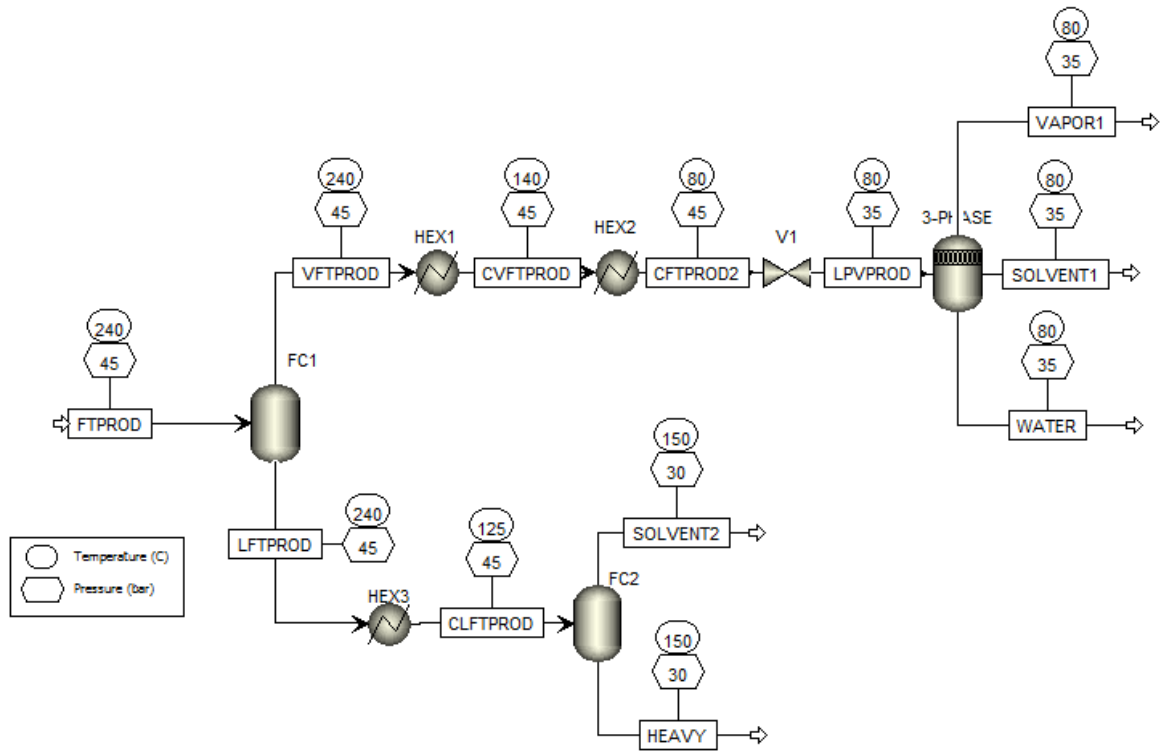 80
35
VAPOR1
240
45
VFTPROD
HEX1
140
45
CVFTPROD
HEX2
80
45
CFTPROD2
V1
80
35
LPVPROD
3-PHASE
80
35
SOLVENT1
240
45
FTPROD
FC1
80
35
WATER
150
30
SOLVENT2
LFTPROD
240
45
125
45
CLFTPROD
HEX3
FC2
Temperature (C)
Pressure (bar)
150
30
HEAVY